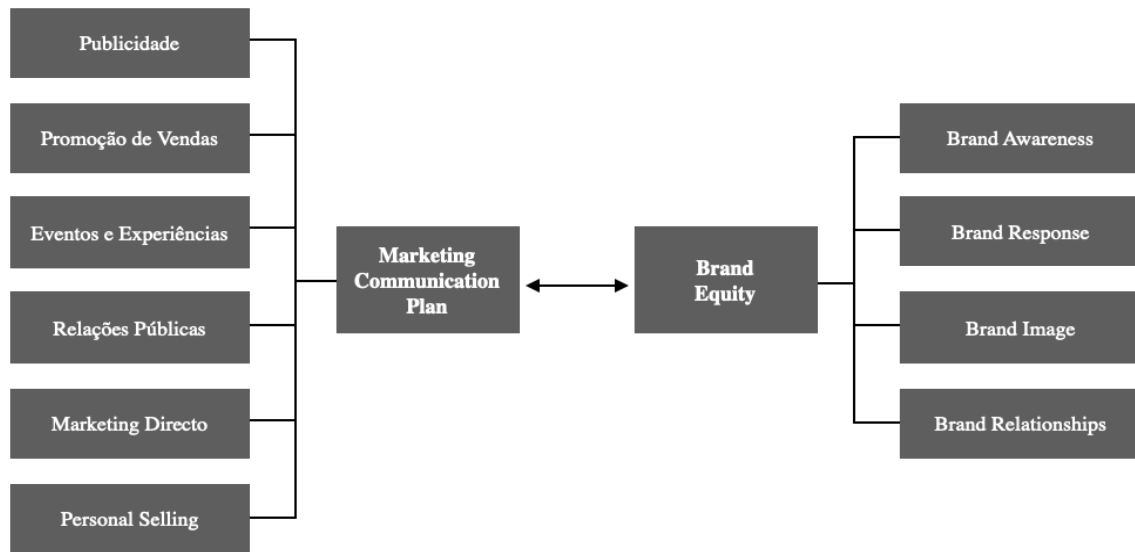 Publicidade
Promoção de Vendas
Eventos e Experiências
Relações Públicas
Marketing Directo
Personal Selling
Marketing
Communication
Plan
Brand
Equity
Brand Awareness
Brand Response
Brand Image
Brand Relationships